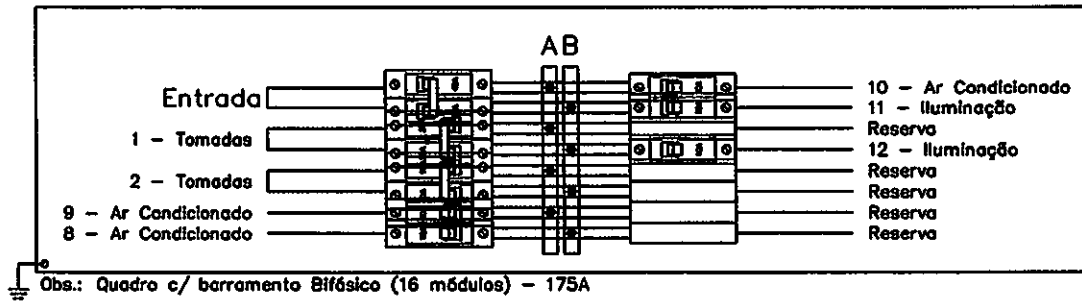 A B
Entrada
1 - Tomadas
2 - Tomadas
9 - Ar Condicionado
8 - Ar Condicionado
10 - Ar Condicionado
11 - Iluminação
Reserva
12 - Iluminação
Reserva
Reserva
Reserva
Reserva
Obs.: Quadro c/ barramento Bifásico (16 módulos) - 175A